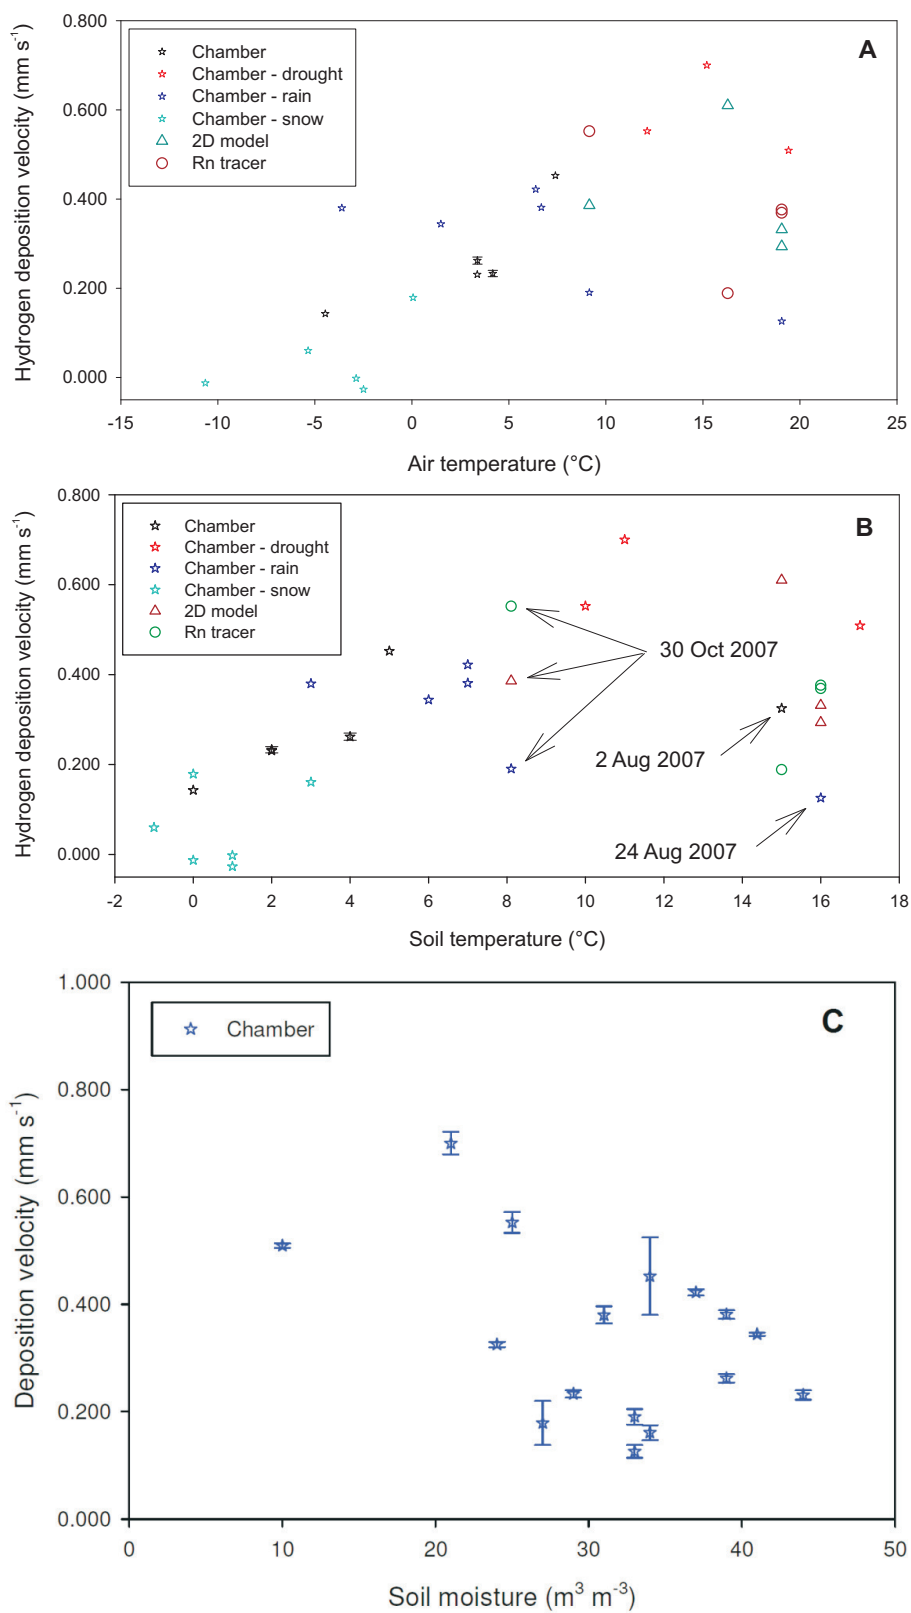 0.800
0.600
0.400
0.200
0.000
Hydrogen deposition velocity (mm s-1)
A
Chamber
Chamber - drought
Chamber - rain
Chamber - snow
2D model
Rn tracer
-15 -10 -5 0 5 10 15 20 25
Air temperature (°C)
0.800
0.600
0.400
0.200
0.000
Hydrogen deposition velocity (mm s-1)
B
Chamber
Chamber - drought
Chamber - rain
Chamber - snow
2D model
Rn tracer
30 Oct 2007
2 Aug 2007
24 Aug 2007
-2 0 2 4 6 8 10 12 14 16 18
Soil temperature (°C)
1.000
0.800
0.600
0.400
0.200
0.000
Deposition velocity (mm s-1)
C
Chamber
0 10 20 30 40 50
Soil moisture (m3 m-3)